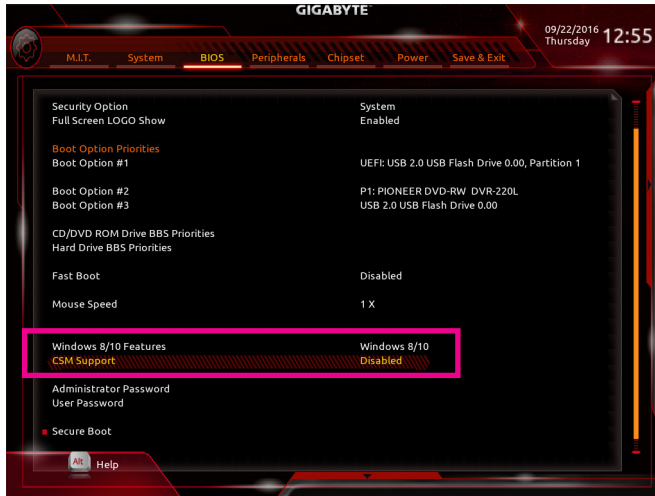 GIGABYTE
09/22/2016 Thursday 12:55
M.I.T. System BIOS Peripherals Chipset Power Save & Exit
Security Option System
Full Screen LOGO Show Enabled
Boot Option Priorities
Boot Option #1 UEFI: USB 2.0 USB Flash Drive 0.00, Partition 1
Boot Option #2 P1: PIONEER DVD-RW DVR-220L
Boot Option #3 USB 2.0 USB Flash Drive 0.00
CD/DVD ROM Drive BBS Priorities
Hard Drive BBS Priorities
Fast Boot Disabled
Mouse Speed 1 X
Windows 8/10 Features Windows 8/10
CSM Support Disabled
Administrator Password
User Password
Secure Boot
Alt Help